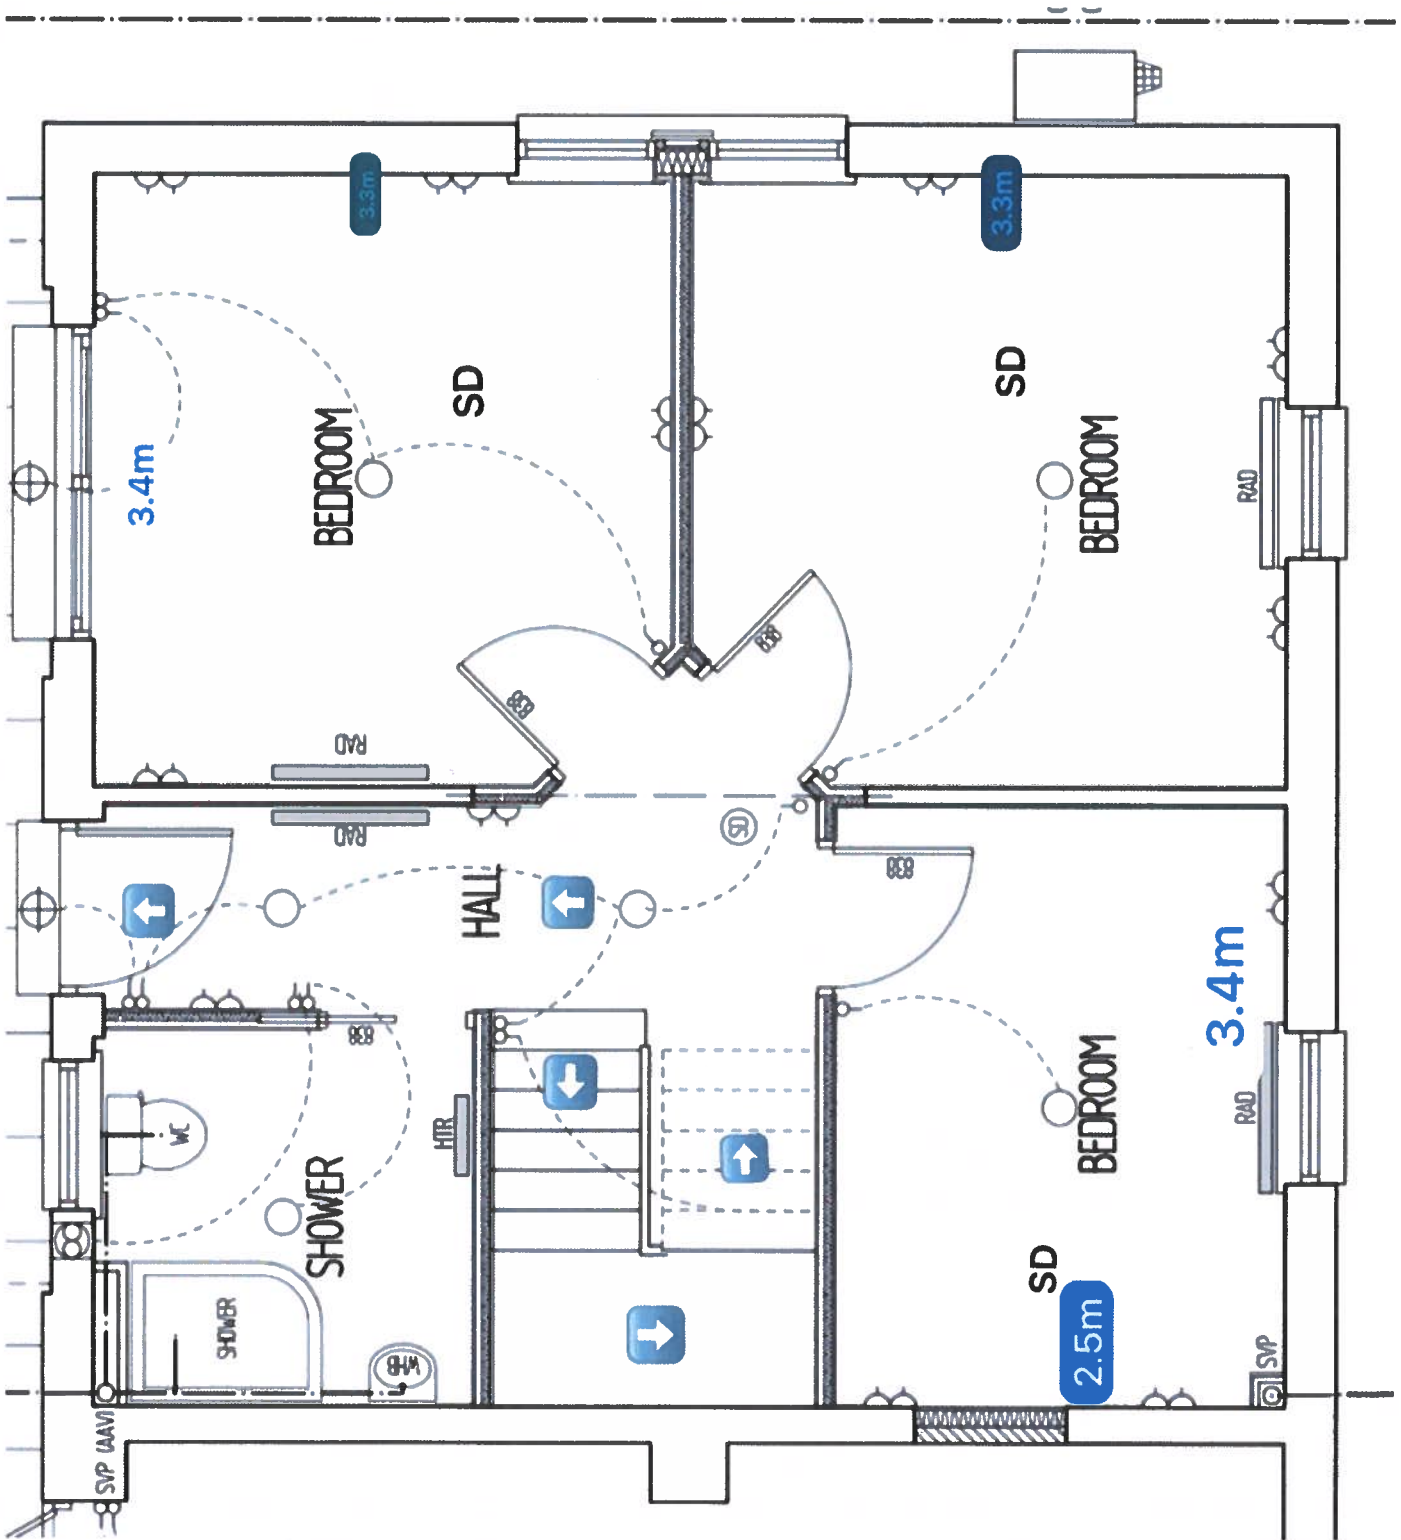 3.3m
3.3m
SD
SD
3.4m
BEDROOM
BEDROOM
RAD
838
838
RAD
RAD
SD
838
HALL
3.4m
838
WC
HTR
SHOWER
BEDROOM
RAD
SD
SHOWER
WHB
2.5m
SVP
SVP (AAV)